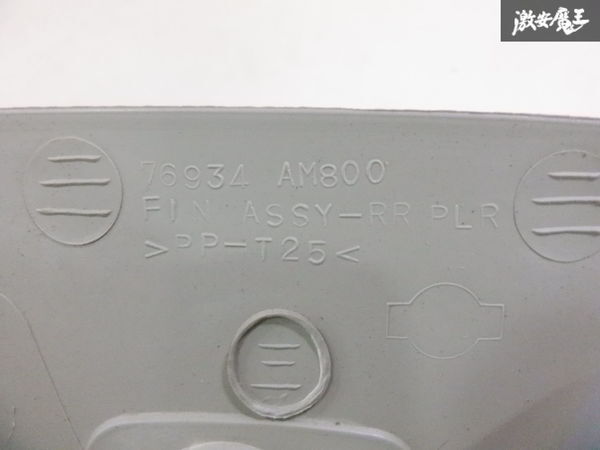 激安魔王
76934 AM800
FIN ASSY-RR PLR
>PP-T25<